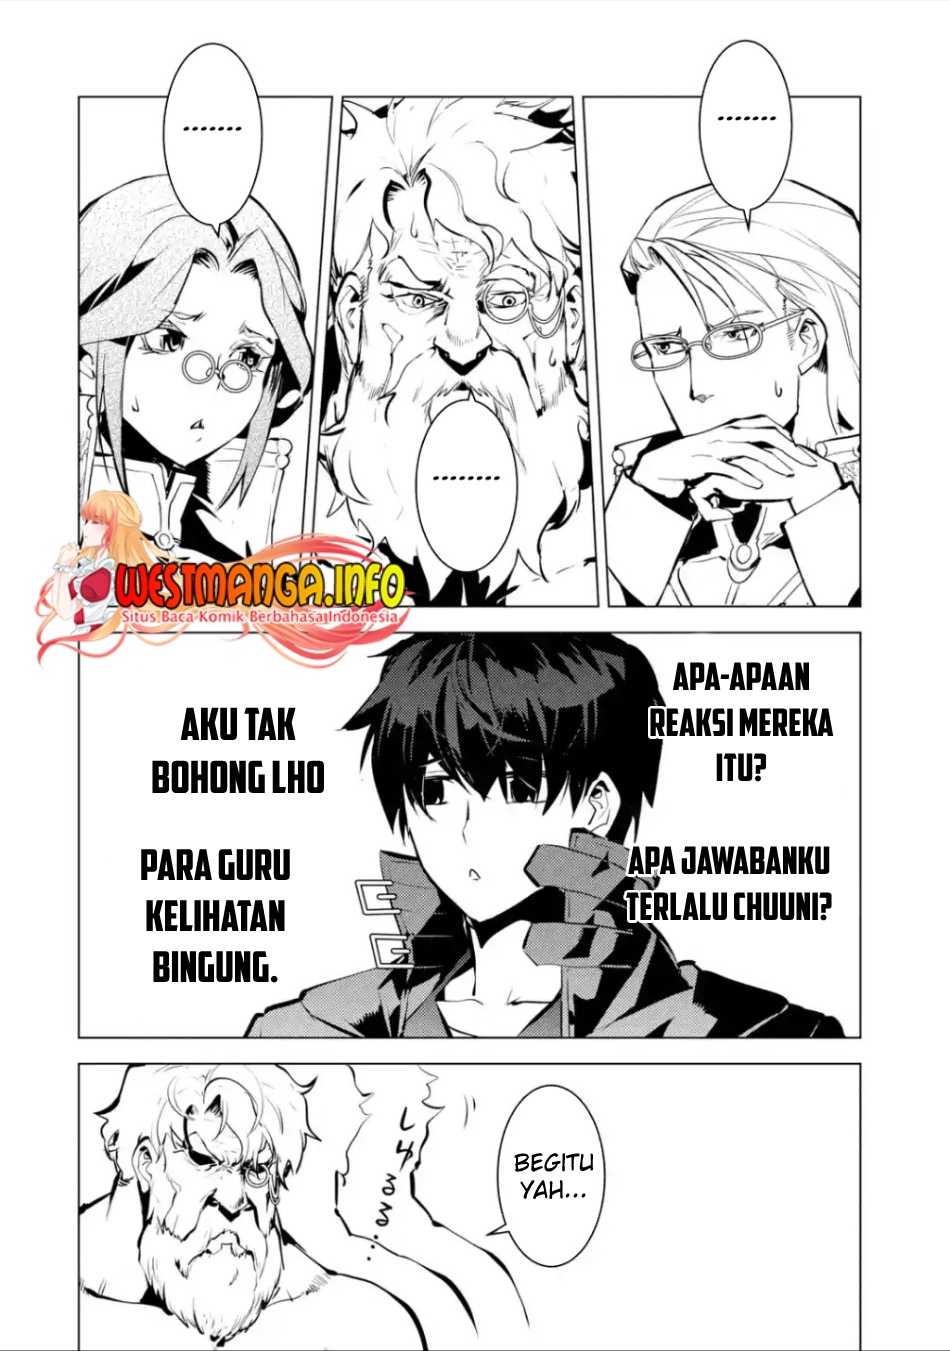 .......
........
.......
WESTMANGA.INFO
Situs Baca Komik Berbahasa Indonesia
APA-APAAN
REAKSI MEREKA
ITU?
APA JAWABANKU
TERLALU CHUUNI?
AKU TAK
BOHONG LHO
PARA GURU
KELIHATAN
BINGUNG.
BEGITU
YAH...